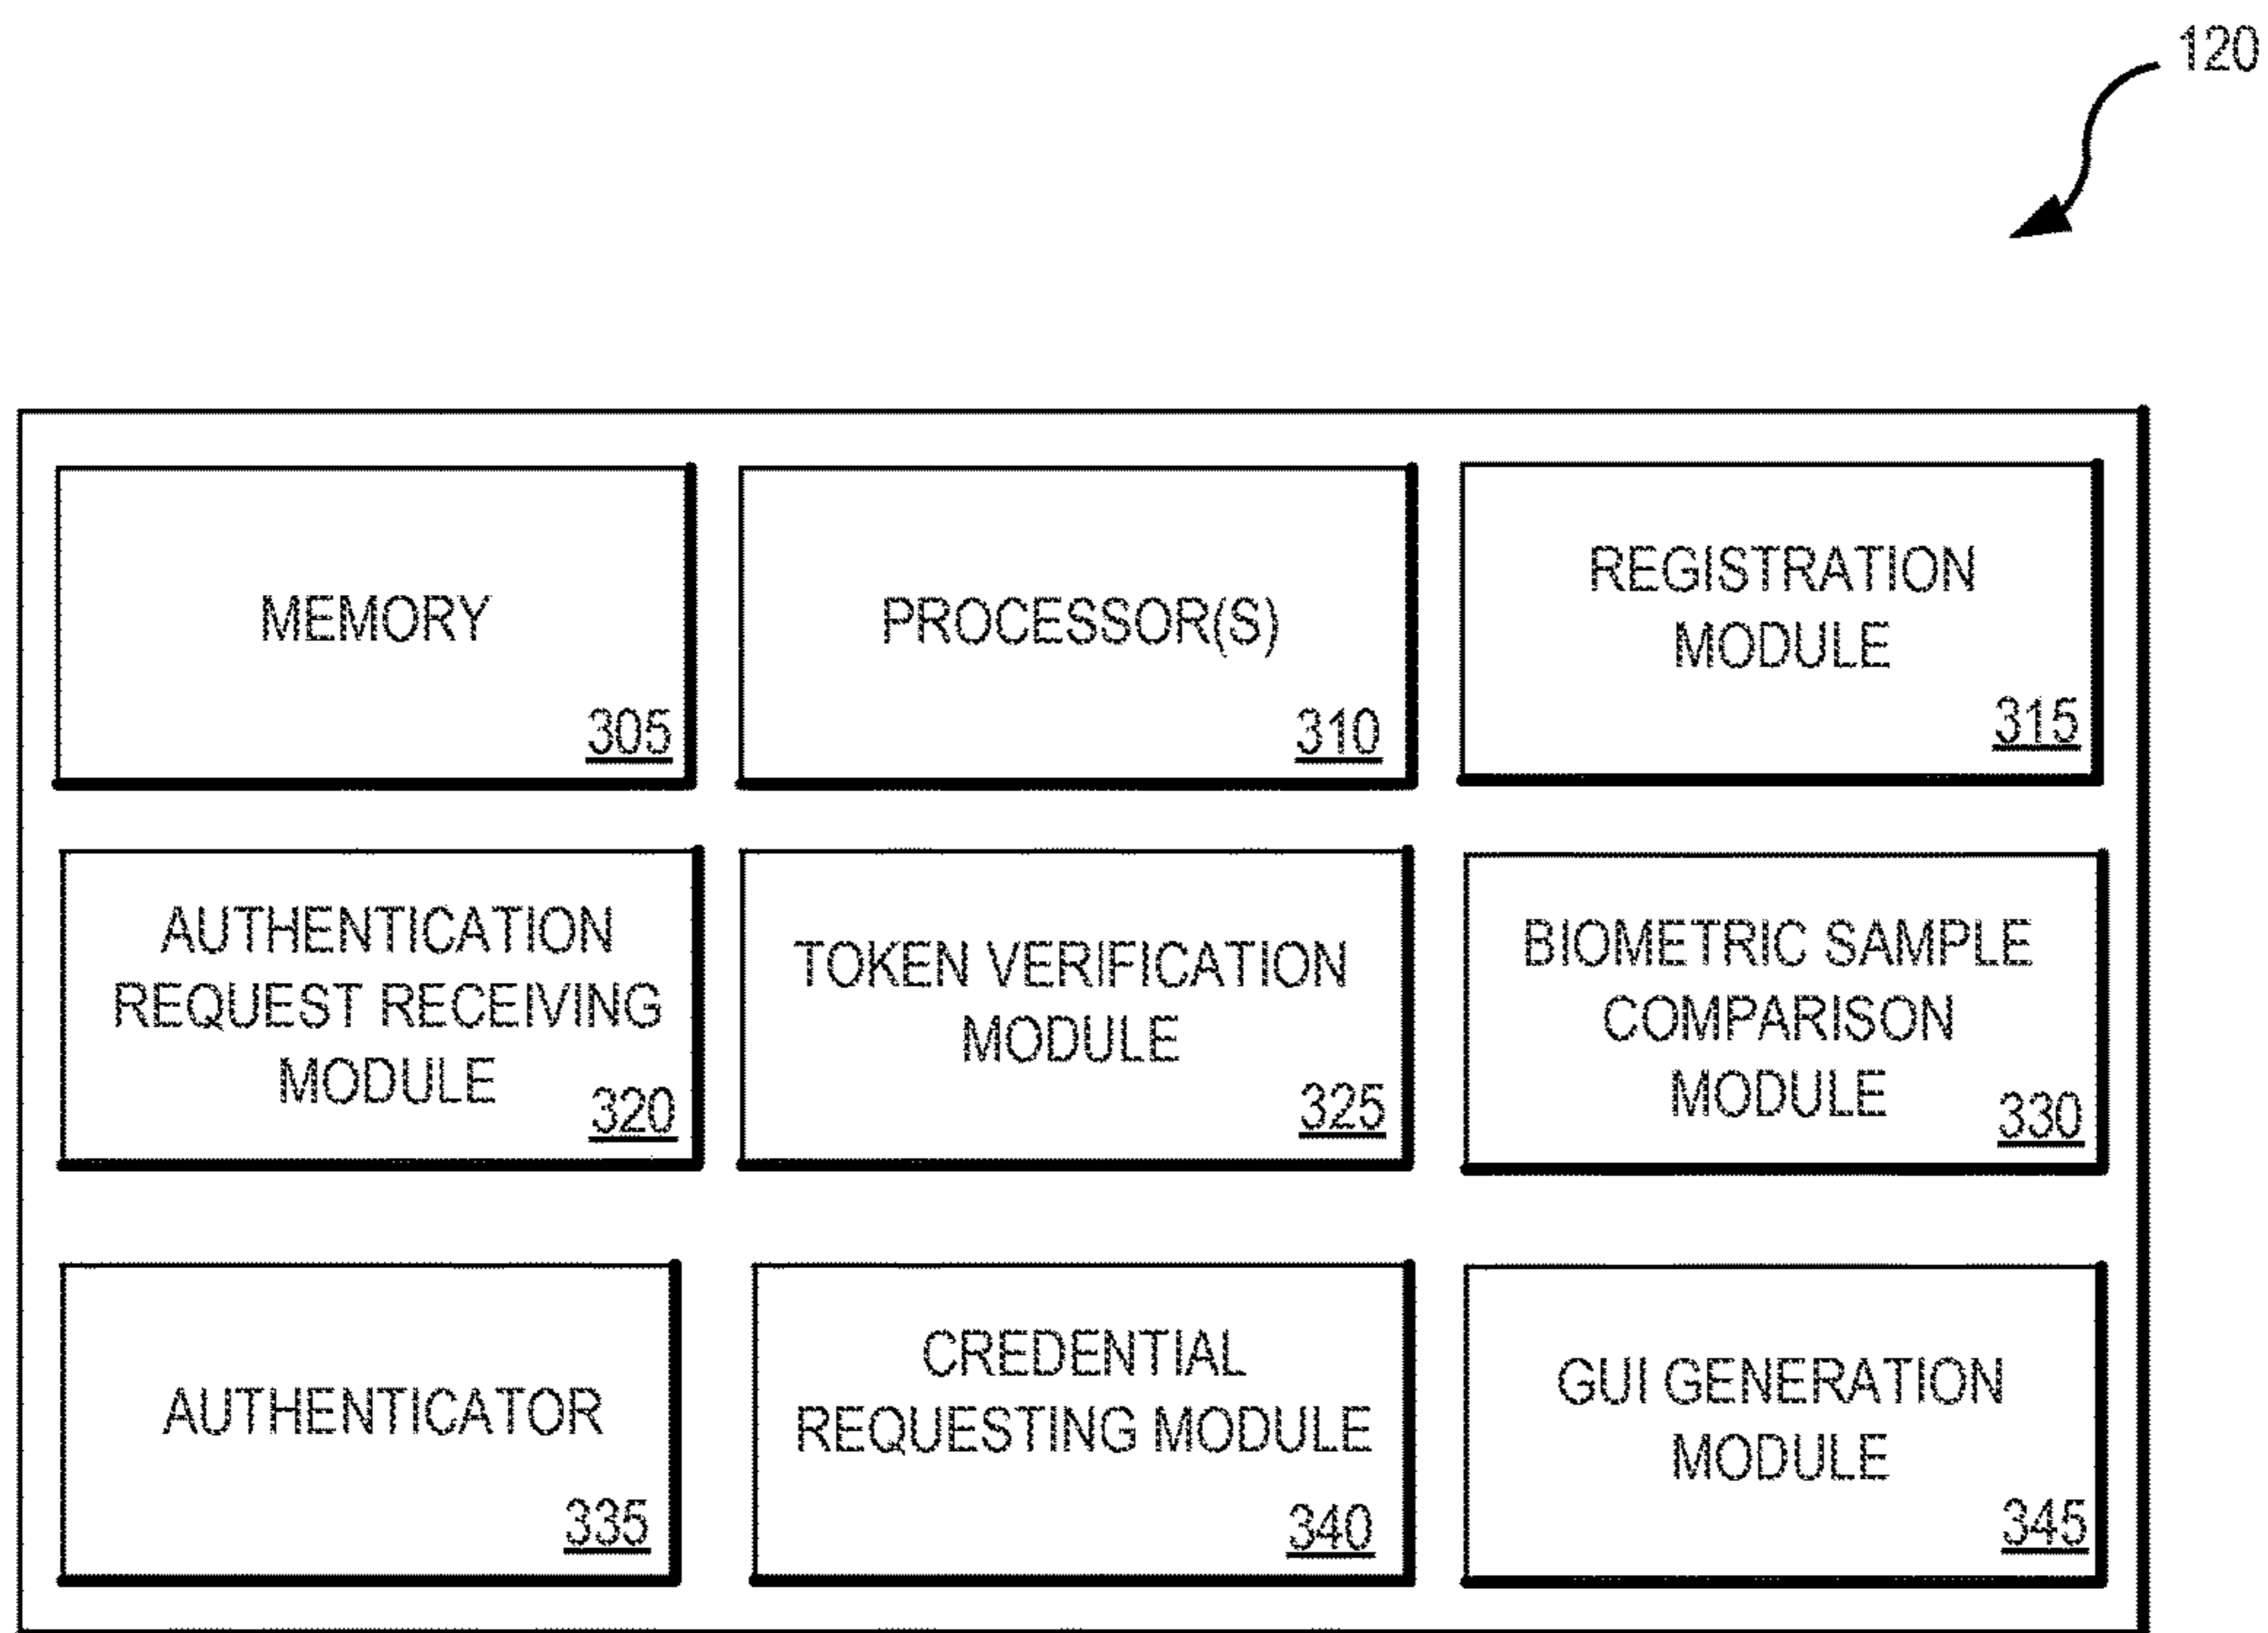 120
MEMORY
305
PROCESSOR(S)
310
REGISTRATION
MODULE
315
AUTHENTICATION
REQUEST RECEIVING
MODULE
320
TOKEN VERIFICATION
MODULE
325
BIOMETRIC SAMPLE
COMPARISON
MODULE
330
AUTHENTICATOR
335
CREDENTIAL
REQUESTING MODULE
340
GUI GENERATION
MODULE
345